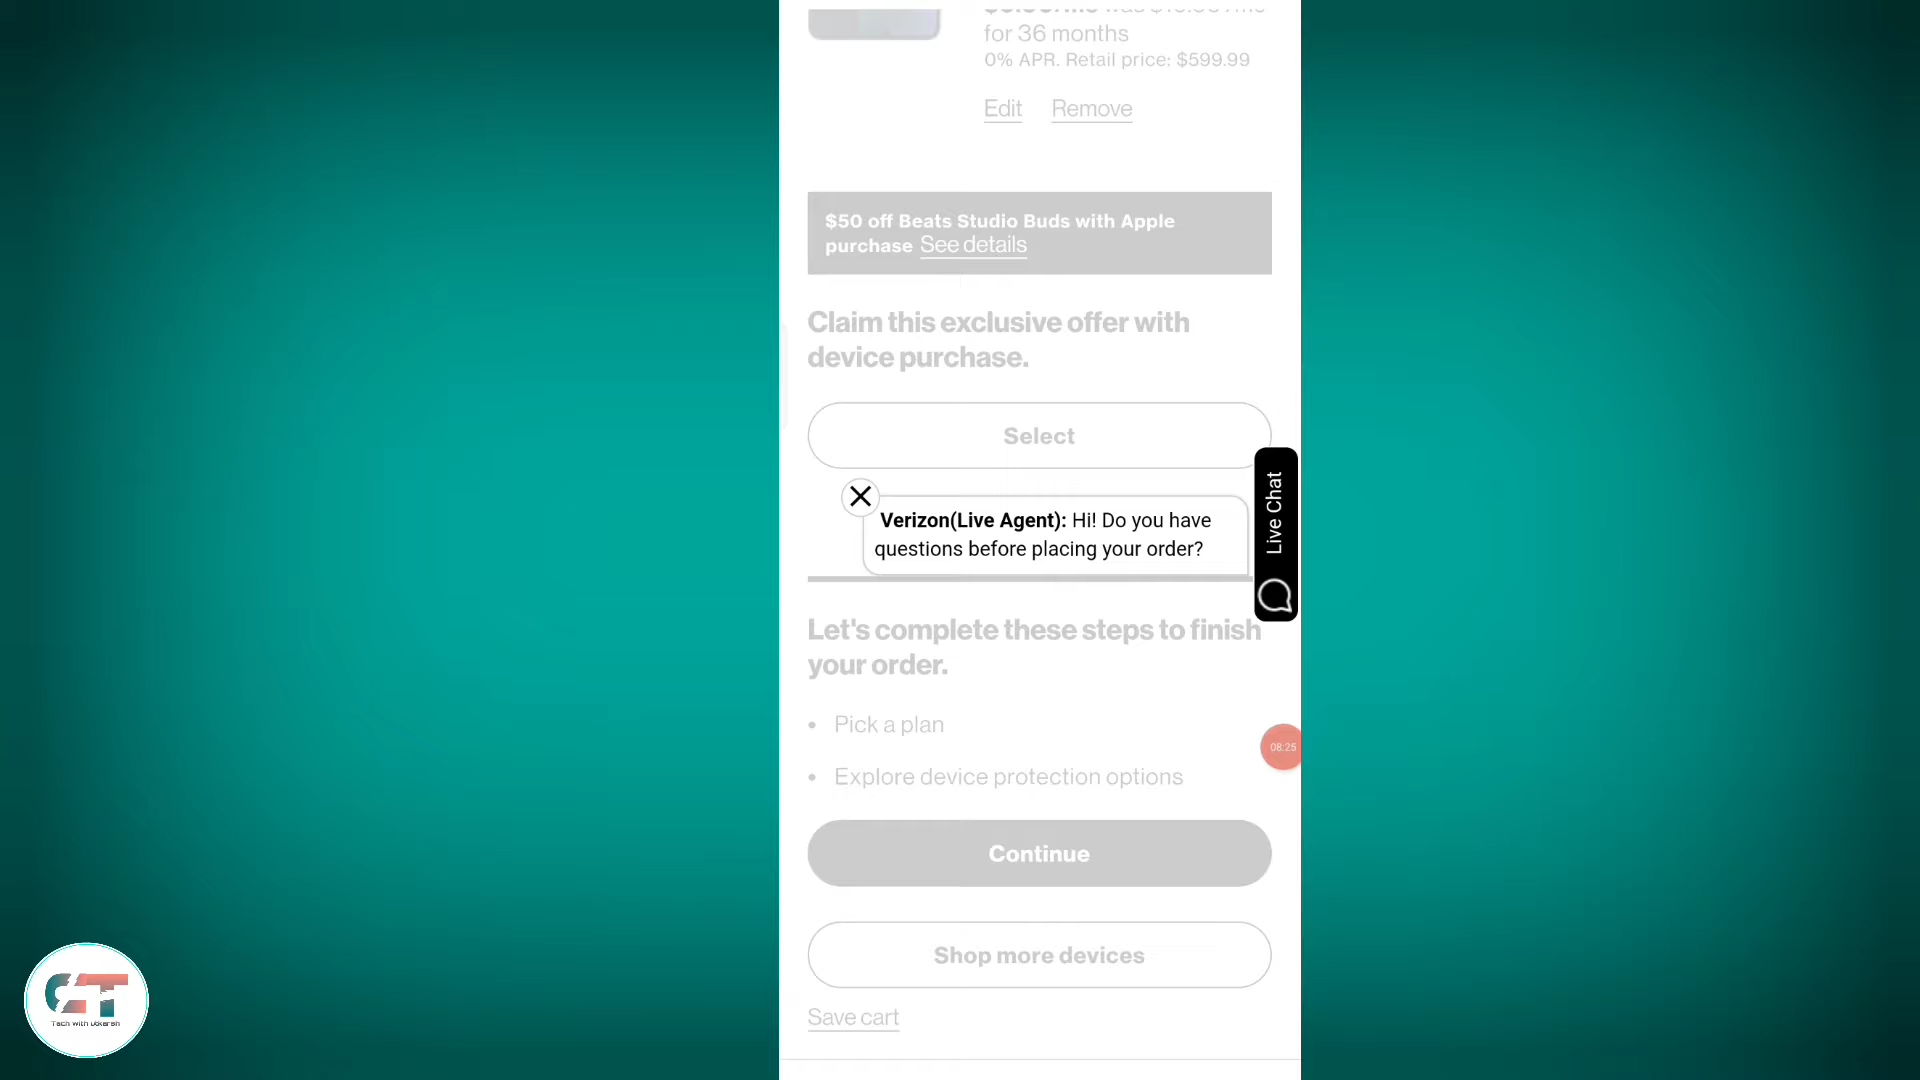 for 36 months
0% APR. Retail price: $599.99
Edit Remove
$50 off Beats Studio Buds with Apple
purchase See details
Claim this exclusive offer with
device purchase.
Select
Verizon(Live Agent): Hi! Do you have
questions before placing your order?
Live Chat
Let's complete these steps to finish
your order.
• Pick a plan
08:25
• Explore device protection options
Continue
Shop more devices
Save cart
Tech with